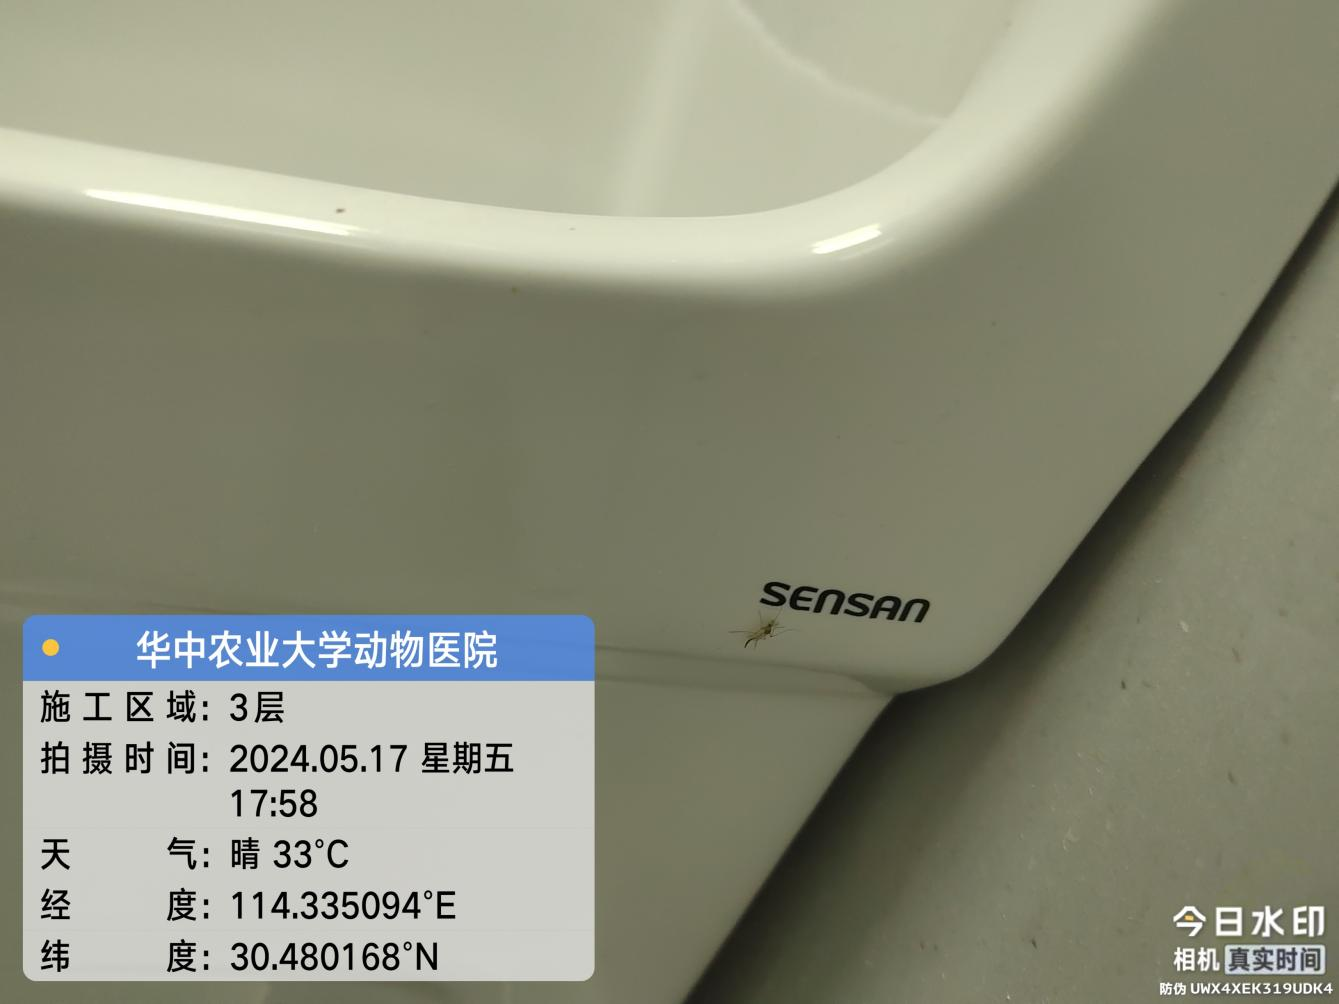 SENSAN
华中农业大学动物医院
施工区域：3层
拍摄时间：2024.05.17 星期五
17:58
天气：晴 33°C
经度：114.335094°E
纬度：30.480168°N
今日水印
相机 真实时间
防伪 UWX4XEK319UDK4